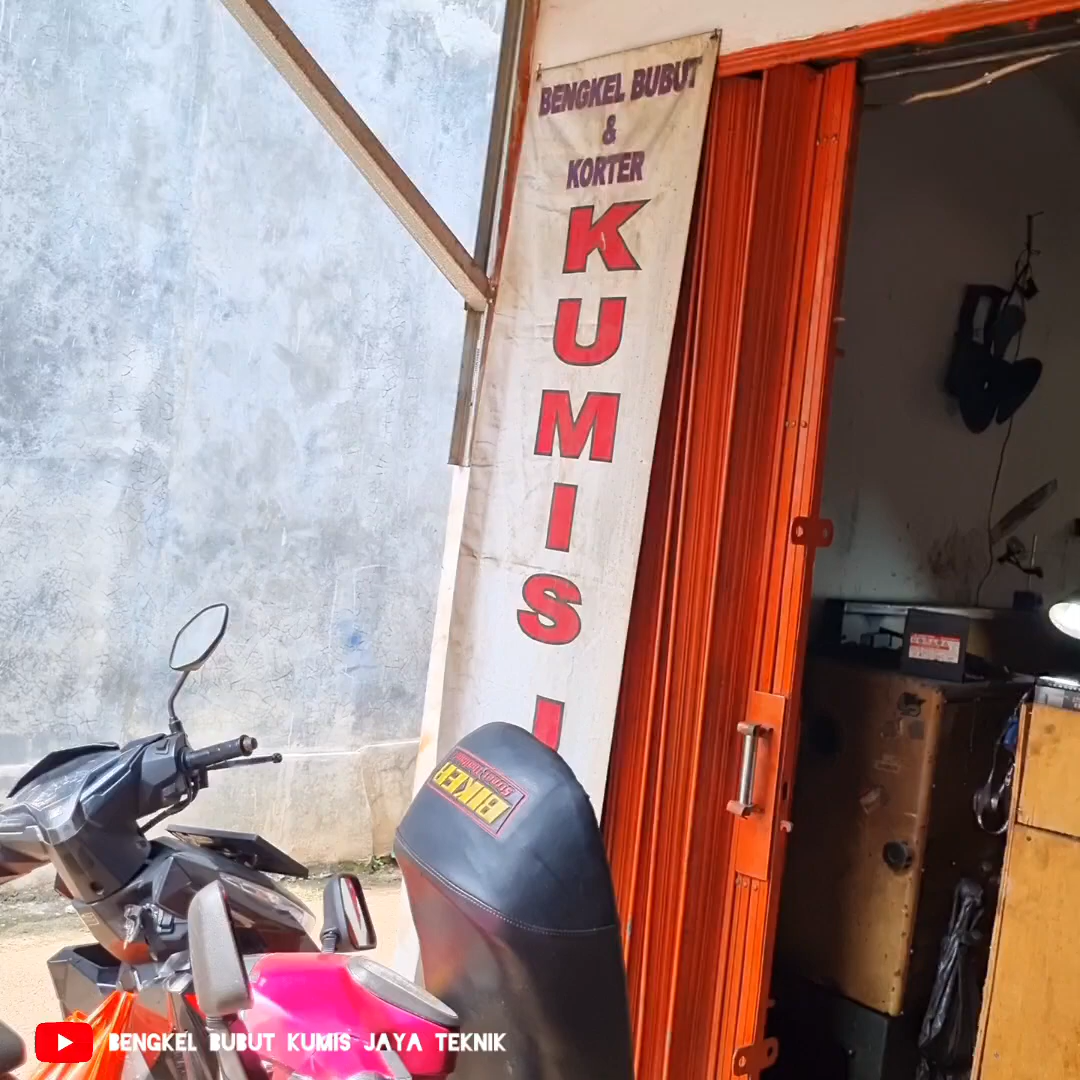 BENGKEL BUBUT
&
KORTER
KUMIS
BIKER
BENGKEL BUBUT KUMIS JAYA TEKNIK